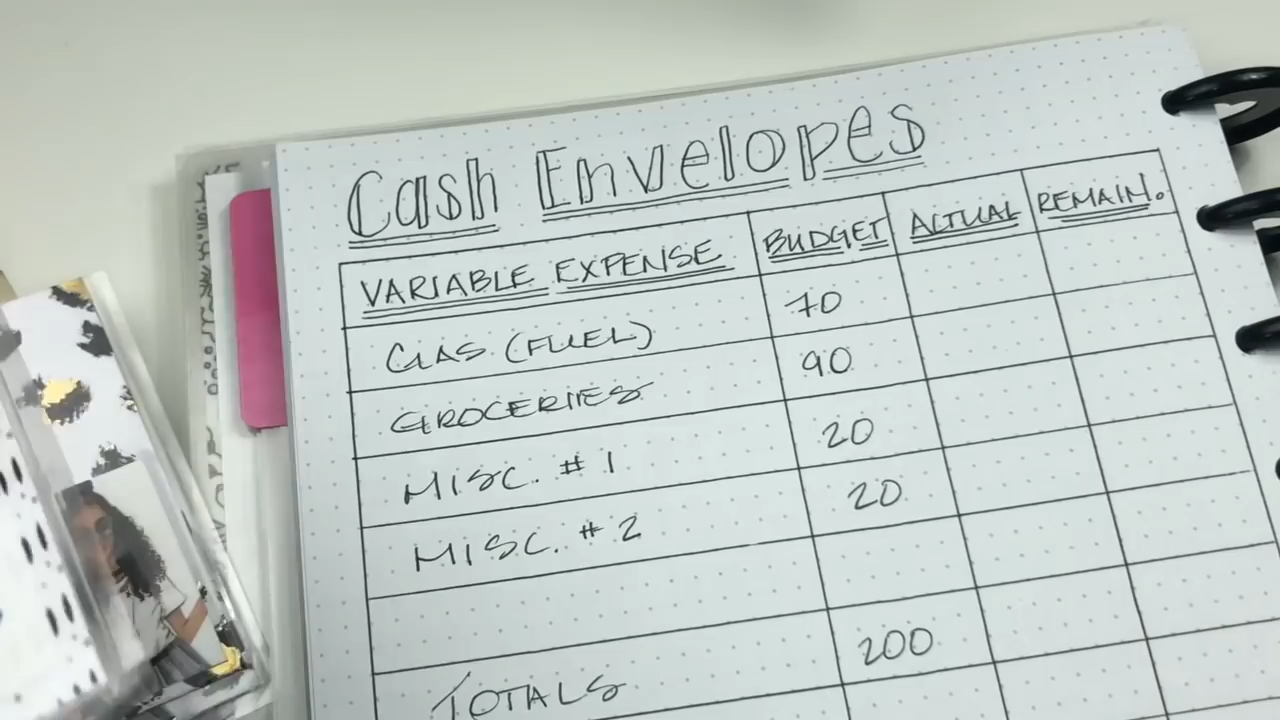 Cash Envelopes
VARIABLE EXPENSE BUDGET ACTUAL REMAIN.
GAS (FUEL) 70
GROCERIES 90
MISC. # 1 20
MISC. # 2 20
TOTALS 200